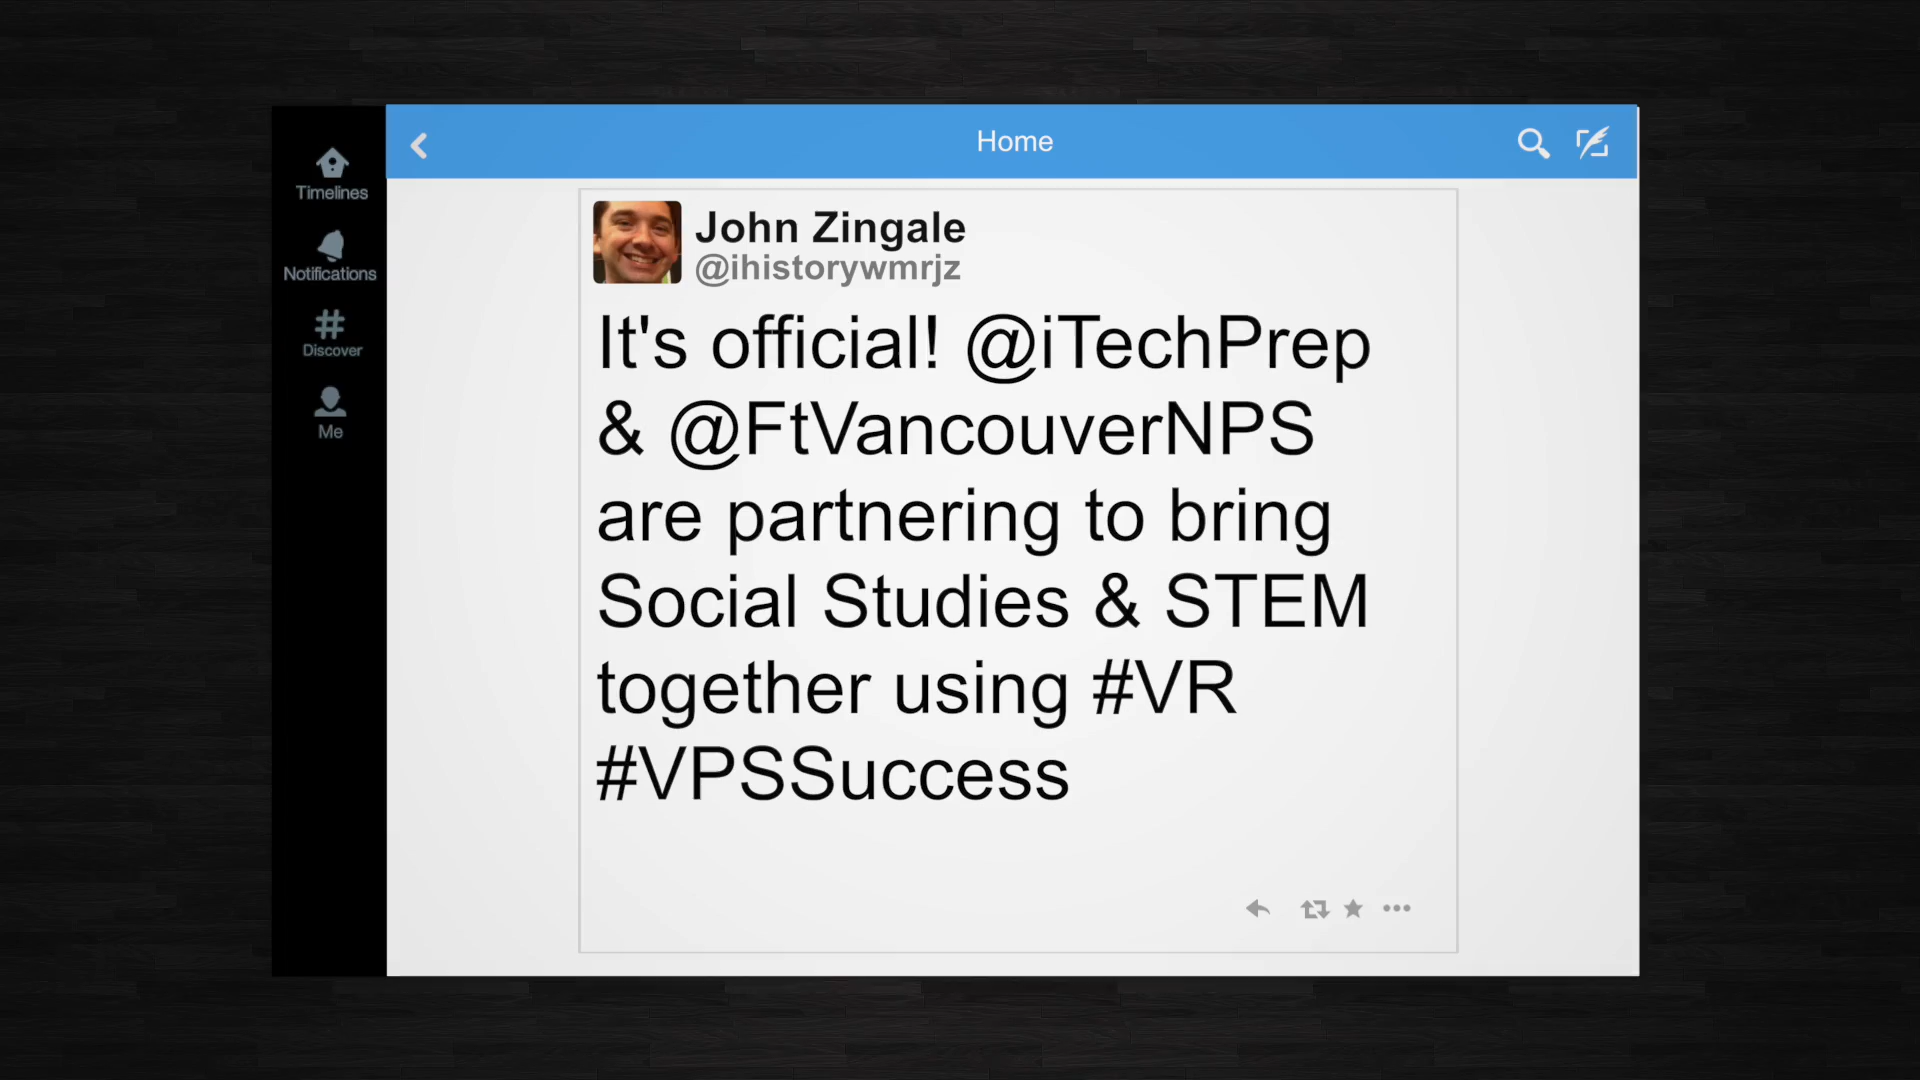 Home
Timelines
Notifications
Discover
Me
John Zingale
@ihistorywmrjz
It's official! @iTechPrep
& @FtVancouverNPS
are partnering to bring
Social Studies & STEM
together using #VR
#VPSSuccess